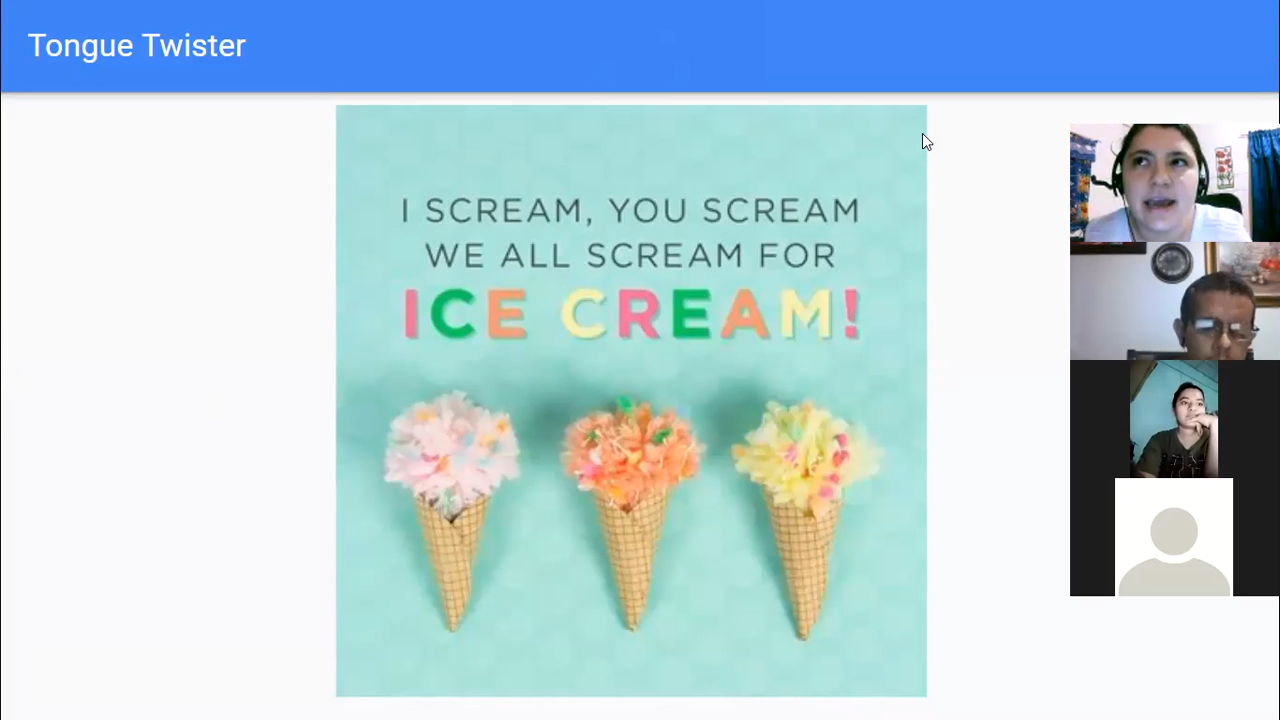 Tongue Twister
I SCREAM, YOU SCREAM
WE ALL SCREAM FOR
ICE CREAM!